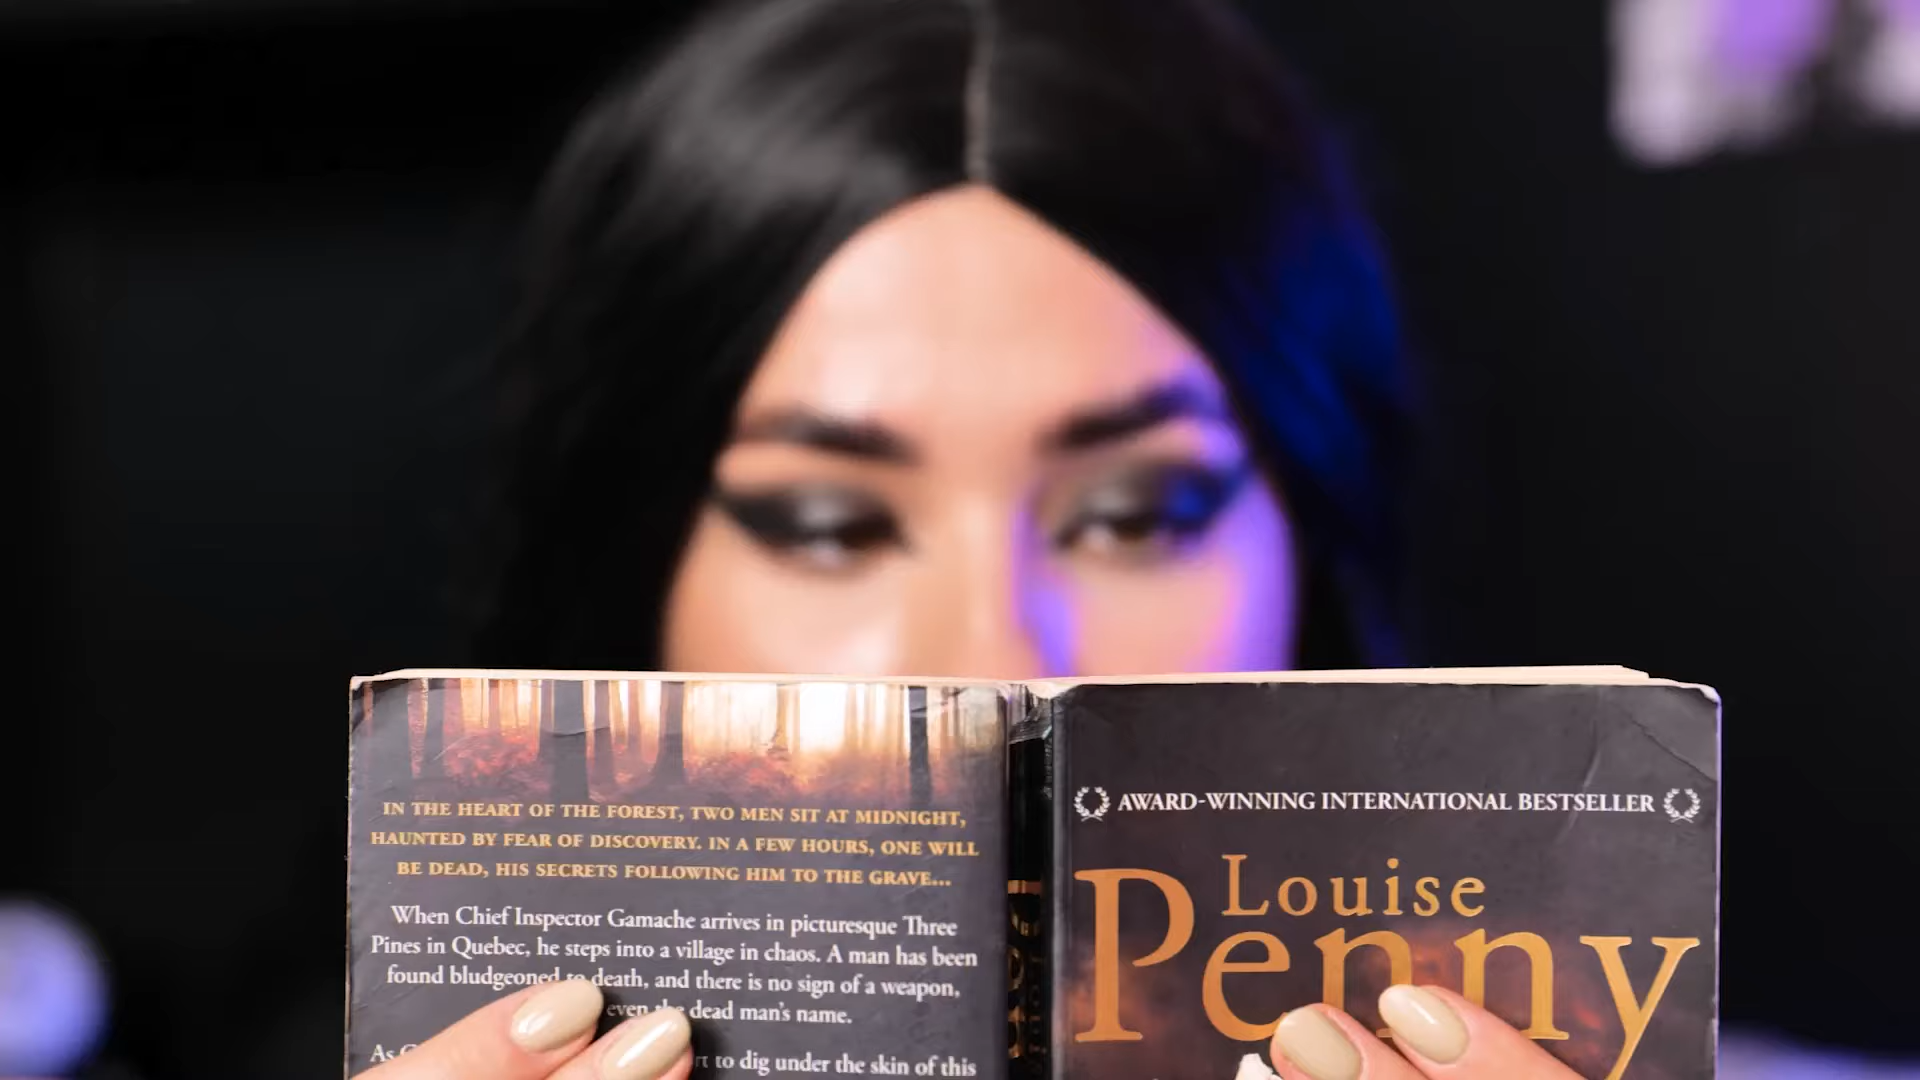 IN THE HEART OF THE FOREST, TWO MEN SIT AT MIDNIGHT,
HAUNTED BY FEAR OF DISCOVERY. IN A FEW HOURS, ONE WILL
BE DEAD, HIS SECRETS FOLLOWING HIM TO THE GRAVE...
When Chief Inspector Gamache arrives in picturesque Three
Pines in Quebec, he steps into a village in chaos. A man has been
found bludgeoned to death, and there is no sign of a weapon,
even the dead man's name.
As to dig under the skin of this
AWARD-WINNING INTERNATIONAL BESTSELLER
Louise
Penny